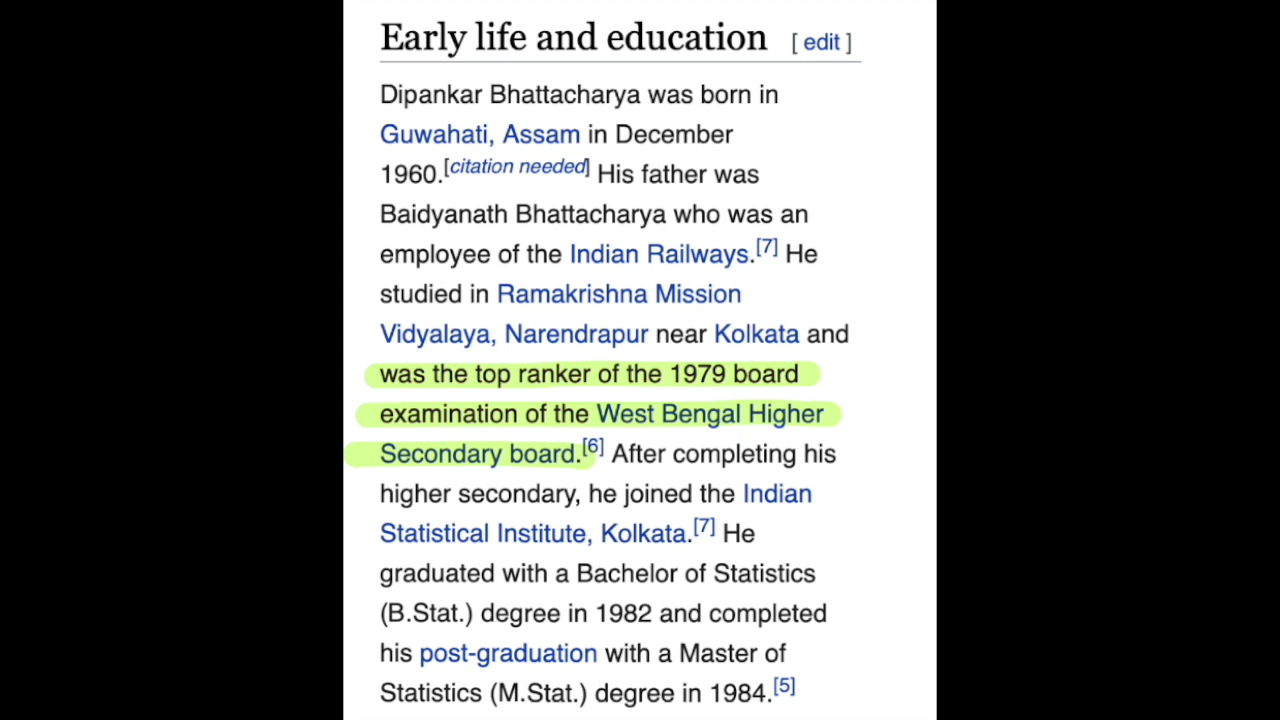 Early life and education [ edit ]
Dipankar Bhattacharya was born in
Guwahati, Assam in December
1960.[citation needed] His father was
Baidyanath Bhattacharya who was an
employee of the Indian Railways.[7] He
studied in Ramakrishna Mission
Vidyalaya, Narendrapur near Kolkata and
was the top ranker of the 1979 board
examination of the West Bengal Higher
Secondary board.[6] After completing his
higher secondary, he joined the Indian
Statistical Institute, Kolkata.[7] He
graduated with a Bachelor of Statistics
(B.Stat.) degree in 1982 and completed
his post-graduation with a Master of
Statistics (M.Stat.) degree in 1984.[5]